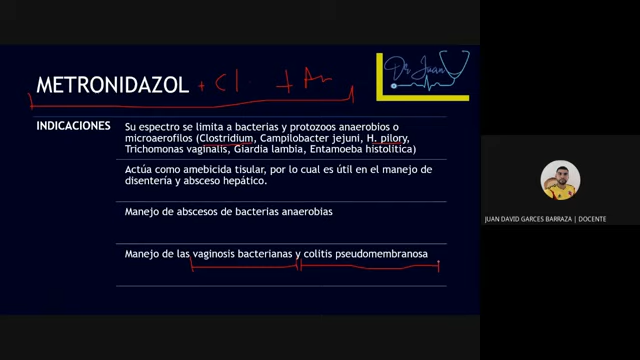 METRONIDAZOL + Cl + Am
Dr Juan
INDICACIONES
Su espectro se limita a bacterias y protozoos anaerobios o
microaerofilos (Clostridium, Campilobacter jejuni, H. pilory,
Trichomonas vaginalis, Giardia lambia, Entamoeba histolítica)
Actúa como amebicida tisular, por lo cual es útil en el manejo de
disentería y absceso hepático.
Manejo de abscesos de bacterias anaerobias
Manejo de las vaginosis bacterianas y colitis pseudomembranosa
JUAN DAVID GARCES BARRAZA | DOCENTE